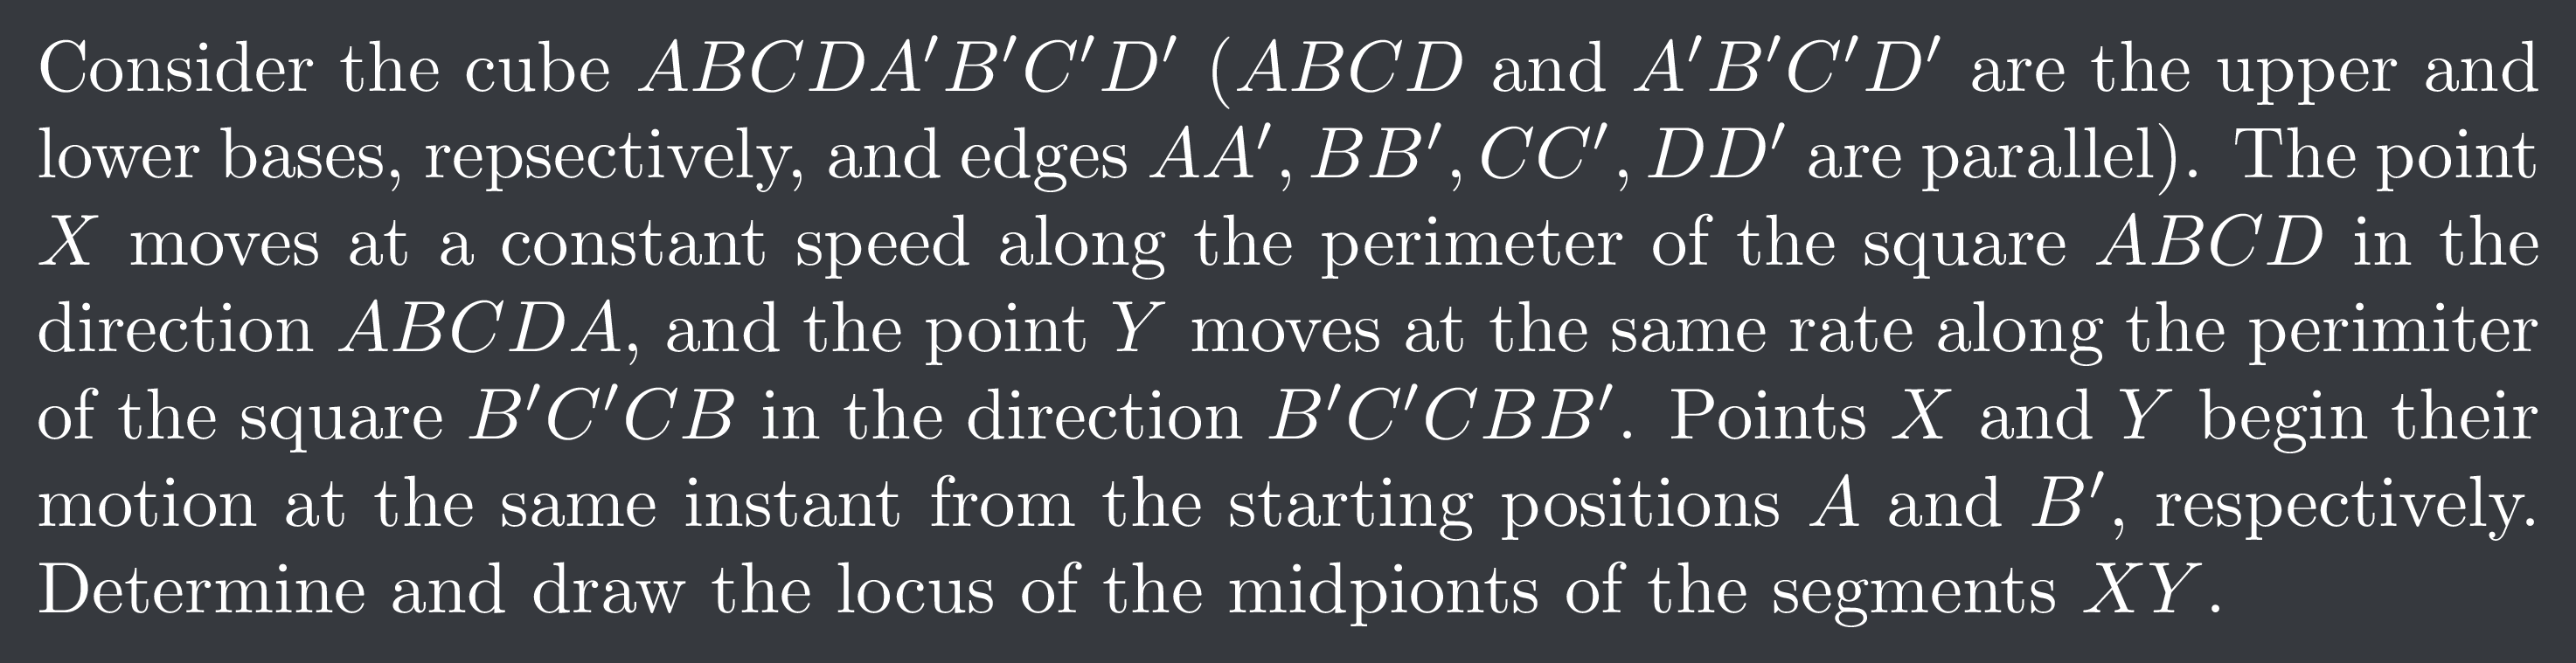 Consider the cube ABCDA′B′C′D′ (ABCD and A′B′C′D′ are the upper and
lower bases, repsectively, and edges AA′, BB′, CC′, DD′ are parallel). The point
X moves at a constant speed along the perimeter of the square ABCD in the
direction ABCDA, and the point Y moves at the same rate along the perimiter
of the square B′C′CB in the direction B′C′CBB′. Points X and Y begin their
motion at the same instant from the starting positions A and B′, respectively.
Determine and draw the locus of the midpionts of the segments XY.